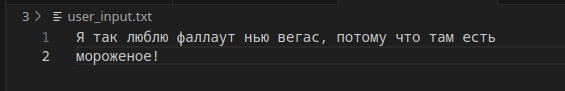 3 > user_input.txt
1 Я так люблю фаллаут нью вегас, потому что там есть
2 мороженое!